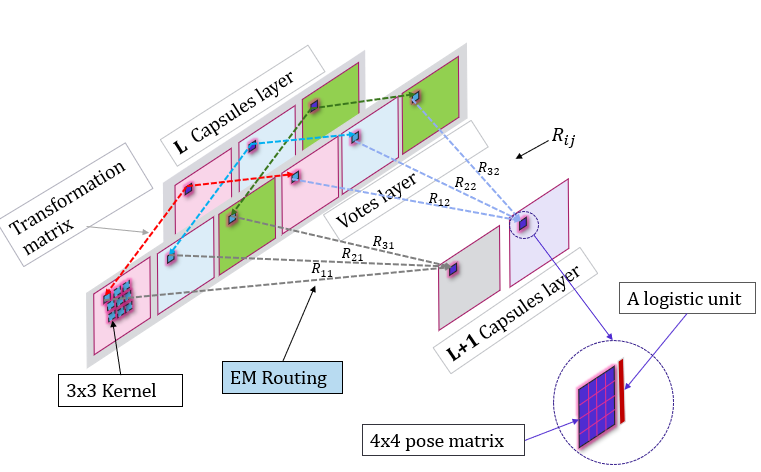 L Capsules layer
R_{ij}
Transformation
matrix
R_{32}
R_{22}
R_{12}
Votes layer
R_{31}
R_{21}
R_{11}
L+1 Capsules layer
A logistic unit
EM Routing
3x3 Kernel
4x4 pose matrix